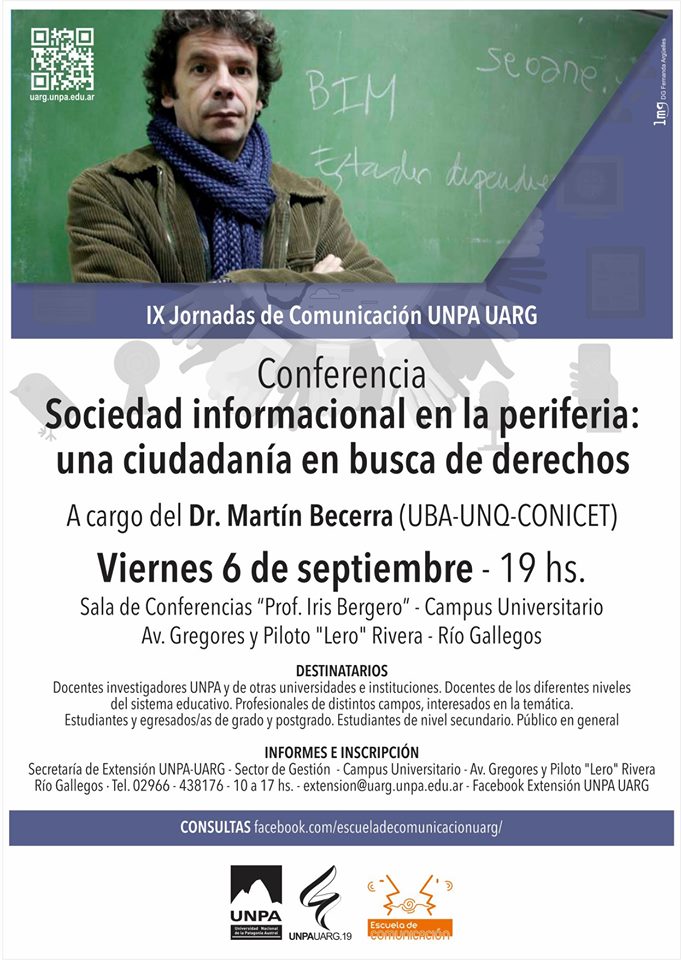 uarg.unpa.edu.ar
BIM
Seoane
Estados
lmg DG Fernanda Argüelles
IX Jornadas de Comunicación UNPA UARG
Conferencia
Sociedad informacional en la periferia:
una ciudadanía en busca de derechos
A cargo del Dr. Martín Becerra (UBA-UNQ-CONICET)
Viernes 6 de septiembre - 19 hs.
Sala de Conferencias “Prof. Iris Bergero” - Campus Universitario
Av. Gregores y Piloto "Lero" Rivera - Río Gallegos
DESTINATARIOS
Docentes investigadores UNPA y de otras universidades e instituciones. Docentes de los diferentes niveles
del sistema educativo. Profesionales de distintos campos, interesados en la temática.
Estudiantes y egresados/as de grado y postgrado. Estudiantes de nivel secundario. Público en general
INFORMES E INSCRIPCIÓN
Secretaría de Extensión UNPA-UARG - Sector de Gestión - Campus Universitario - Av. Gregores y Piloto "Lero" Rivera
Río Gallegos · Tel. 02966 - 438176 - 10 a 17 hs. - extension@uarg.unpa.edu.ar - Facebook Extensión UNPA UARG
CONSULTAS facebook.com/escueladecomunicacionuarg/
UNPA
Universidad Nacional
de la Patagonia Austral
UNPAUARG.19
Escuela de
comunicación